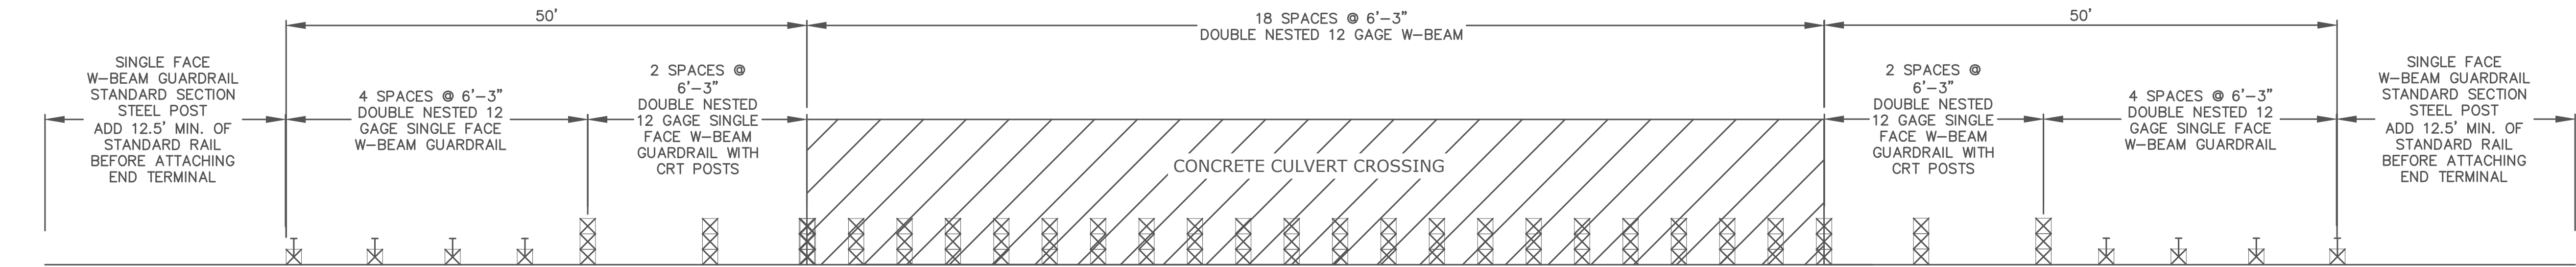 50'
18 SPACES @ 6'-3"
DOUBLE NESTED 12 GAGE W-BEAM
50'
SINGLE FACE
W-BEAM GUARDRAIL
STANDARD SECTION
STEEL POST
ADD 12.5' MIN. OF
STANDARD RAIL
BEFORE ATTACHING
END TERMINAL
4 SPACES @ 6'-3"
DOUBLE NESTED 12
GAGE SINGLE FACE
W-BEAM GUARDRAIL
2 SPACES @
6'-3"
DOUBLE NESTED
12 GAGE SINGLE
FACE W-BEAM
GUARDRAIL WITH
CRT POSTS
CONCRETE CULVERT CROSSING
2 SPACES @
6'-3"
DOUBLE NESTED
12 GAGE SINGLE
FACE W-BEAM
GUARDRAIL WITH
CRT POSTS
4 SPACES @ 6'-3"
DOUBLE NESTED 12
GAGE SINGLE FACE
W-BEAM GUARDRAIL
SINGLE FACE
W-BEAM GUARDRAIL
STANDARD SECTION
STEEL POST
ADD 12.5' MIN. OF
STANDARD RAIL
BEFORE ATTACHING
END TERMINAL